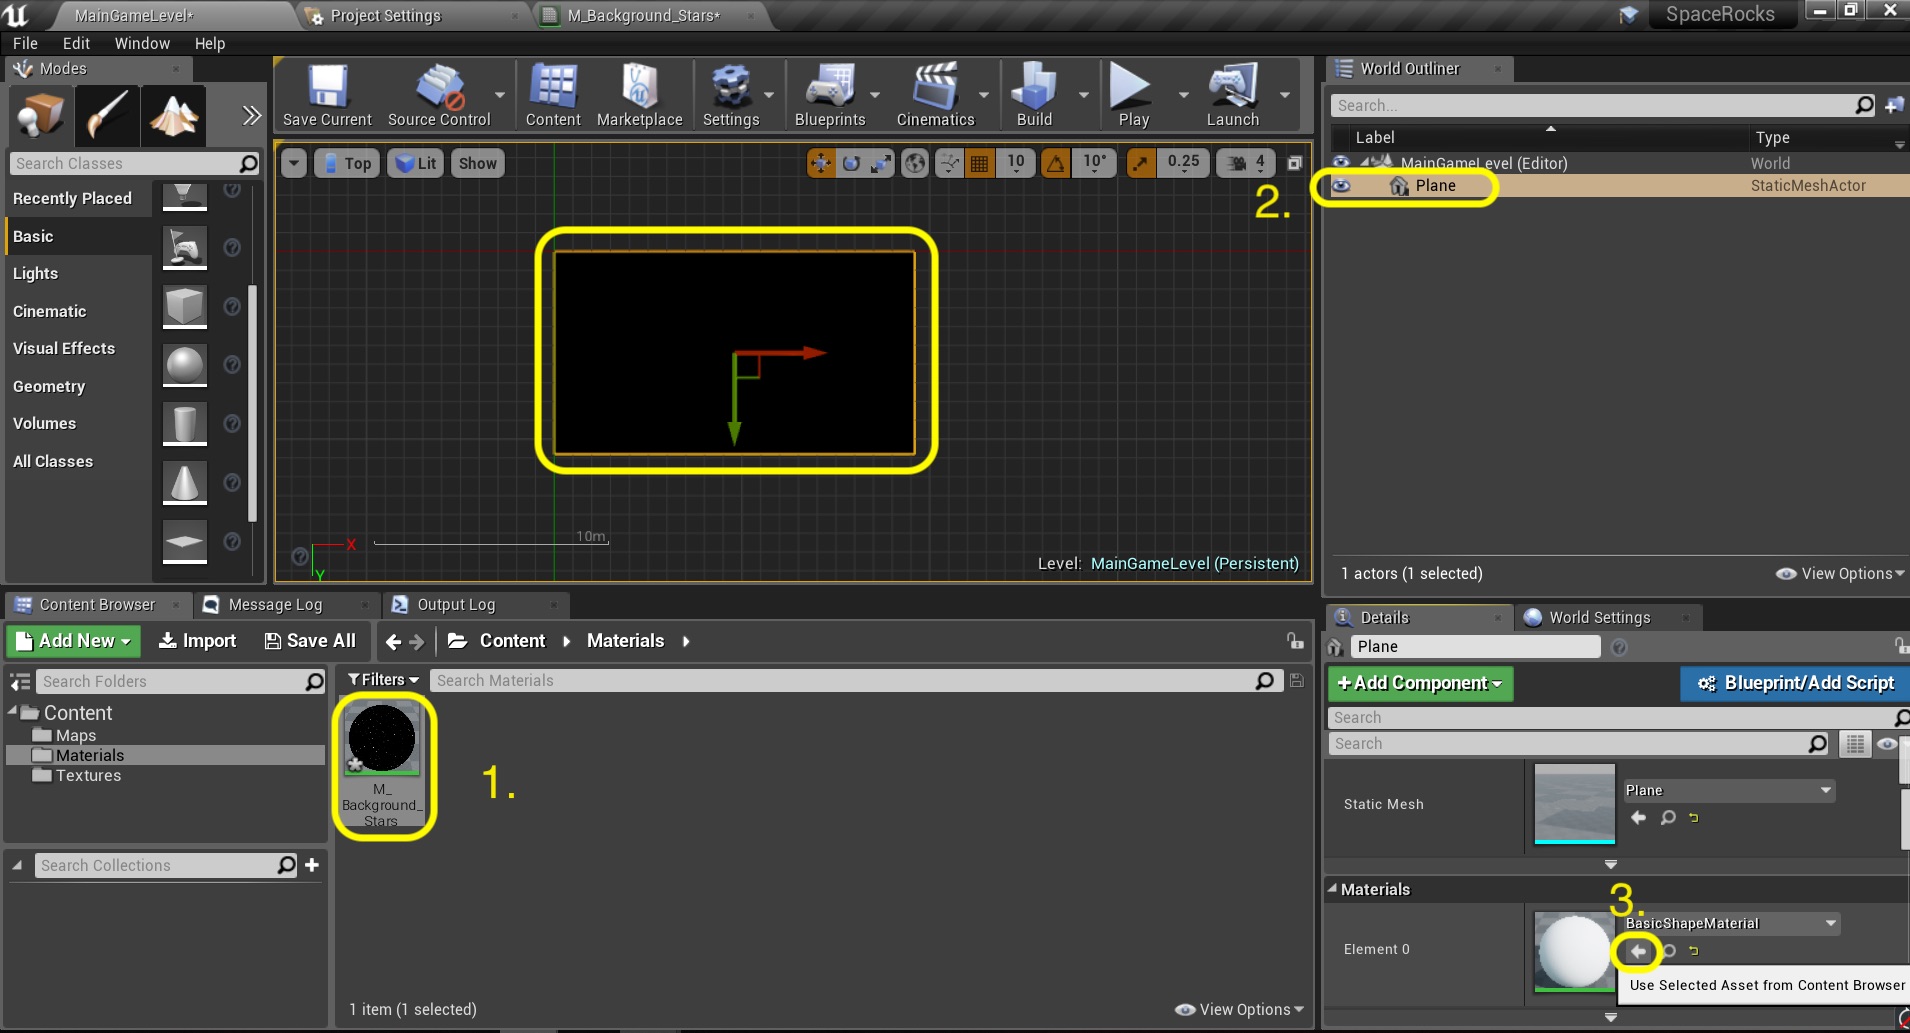 MainGameLevel*
Project Settings
M_Background_Stars*
SpaceRocks
File Edit Window Help
Modes
Search Classes
Recently Placed
Basic
Lights
Cinematic
Visual Effects
Geometry
Volumes
All Classes
Save Current
Source Control
Content
Marketplace
Settings
Blueprints
Cinematics
Build
Play
Launch
Top
Lit
Show
10
10°
0.25
4
10m
X
Y
Level: MainGameLevel (Persistent)
World Outliner
Search...
Label Type
MainGameLevel (Editor) World
2.
Plane StaticMeshActor
1 actors (1 selected)
View Options
Content Browser
Message Log
Output Log
Add New
Import
Save All
Content
Materials
Search Folders
Content
Maps
Materials
Textures
Search Collections
Filters
Search Materials
M_
Background_
Stars
1.
1 item (1 selected)
View Options
Details
World Settings
Plane
+Add Component
Blueprint/Add Script
Search
Search
Static Mesh
Plane
Materials
3.
Element 0
BasicShapeMaterial
Use Selected Asset from Content Browser